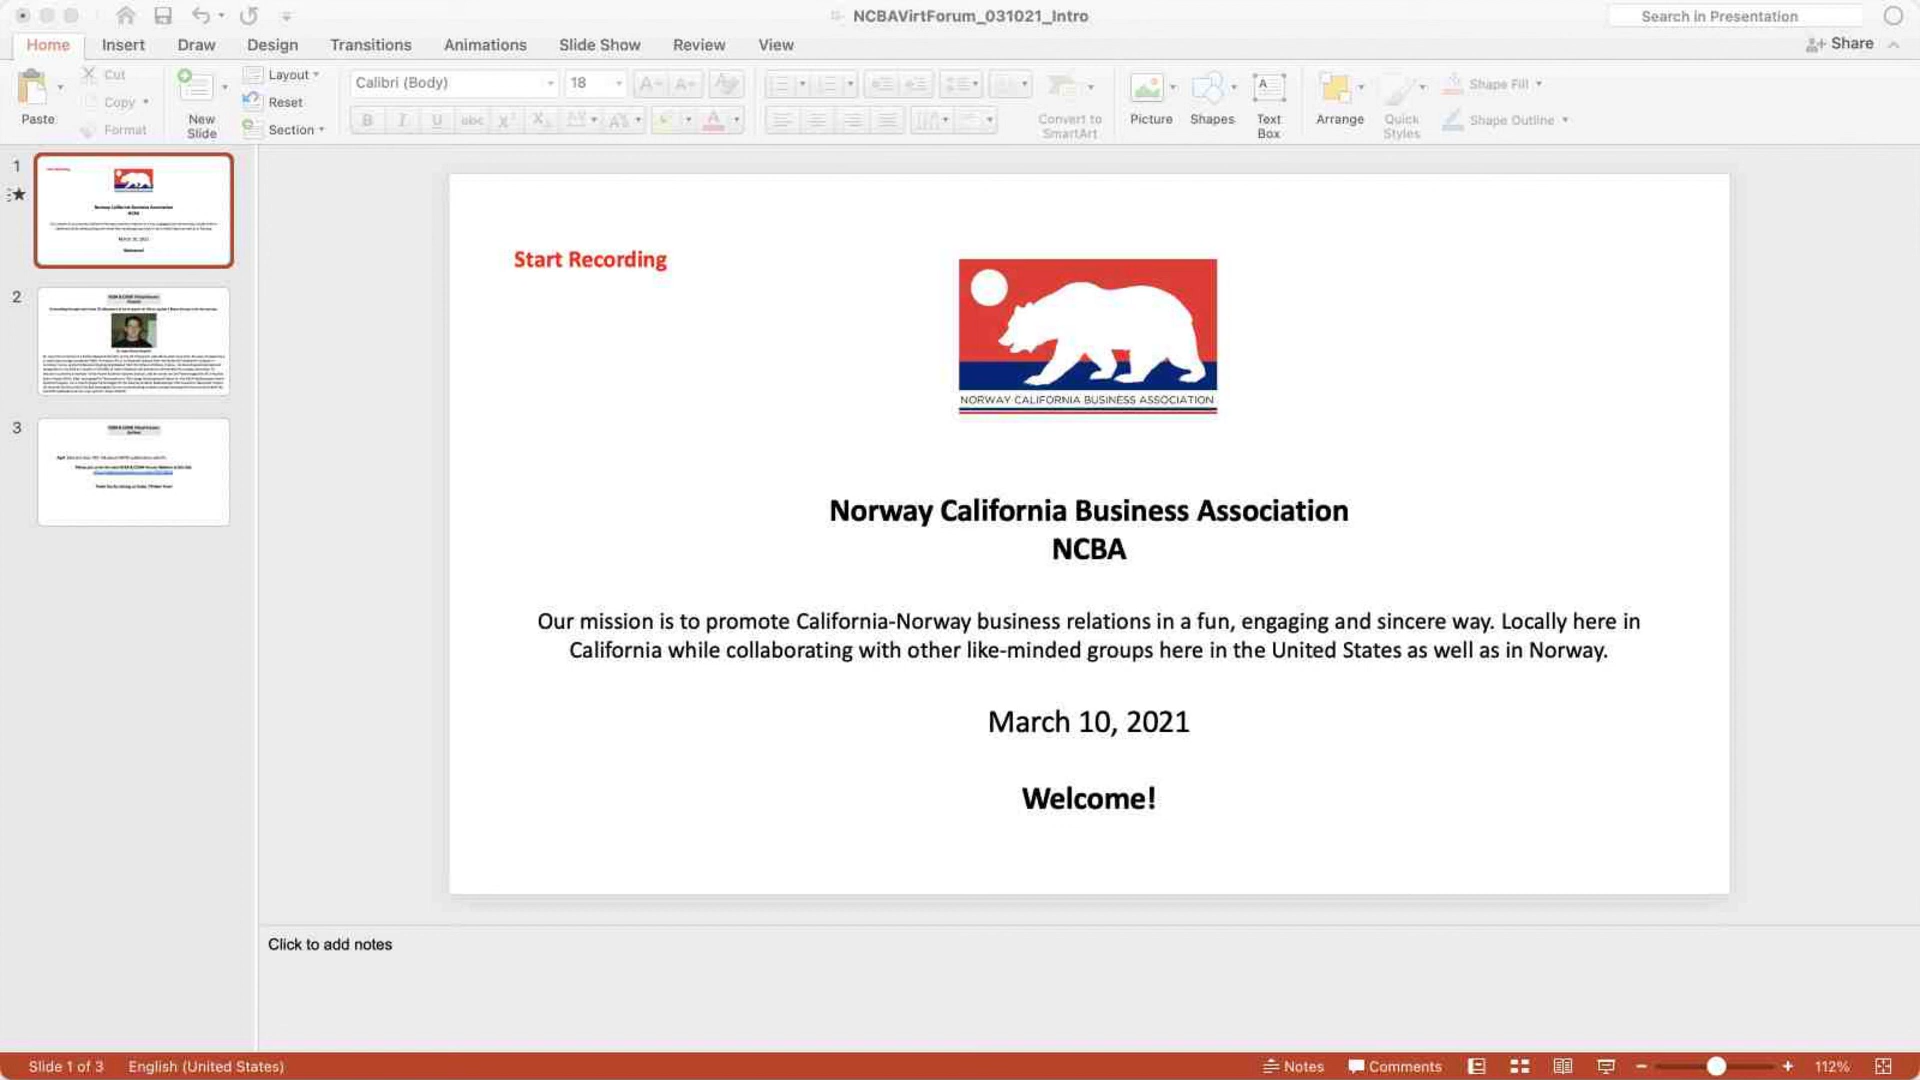 NCBAVirtForum_031021_Intro
Search in Presentation
Home Insert Draw Design Transitions Animations Slide Show Review View
Share
Paste
Cut
Copy
Format
New
Slide
Layout
Reset
Section
Calibri (Body)
18
Convert to
SmartArt
Picture
Shapes
Text
Box
Arrange
Quick
Styles
Shape Fill
Shape Outline
1
2
3
Start Recording
NORWAY CALIFORNIA BUSINESS ASSOCIATION
Norway California Business Association
NCBA
Our mission is to promote California-Norway business relations in a fun, engaging and sincere way. Locally here in
California while collaborating with other like-minded groups here in the United States as well as in Norway.
March 10, 2021
Welcome!
Click to add notes
Slide 1 of 3
English (United States)
Notes
Comments
112%